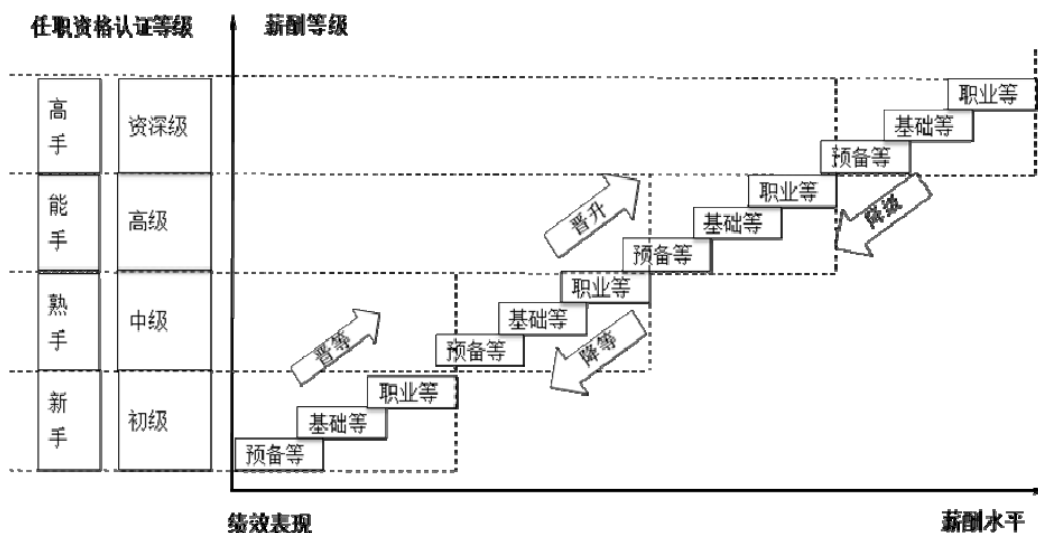 任职资格认证等级
薪酬等级
高手
资深级
职业等
基础等
预备等
能手
高级
晋升
职业等
降级
基础等
预备等
熟手
中级
职业等
基础等
晋等
降等
预备等
新手
初级
职业等
基础等
预备等
绩效表现
薪酬水平